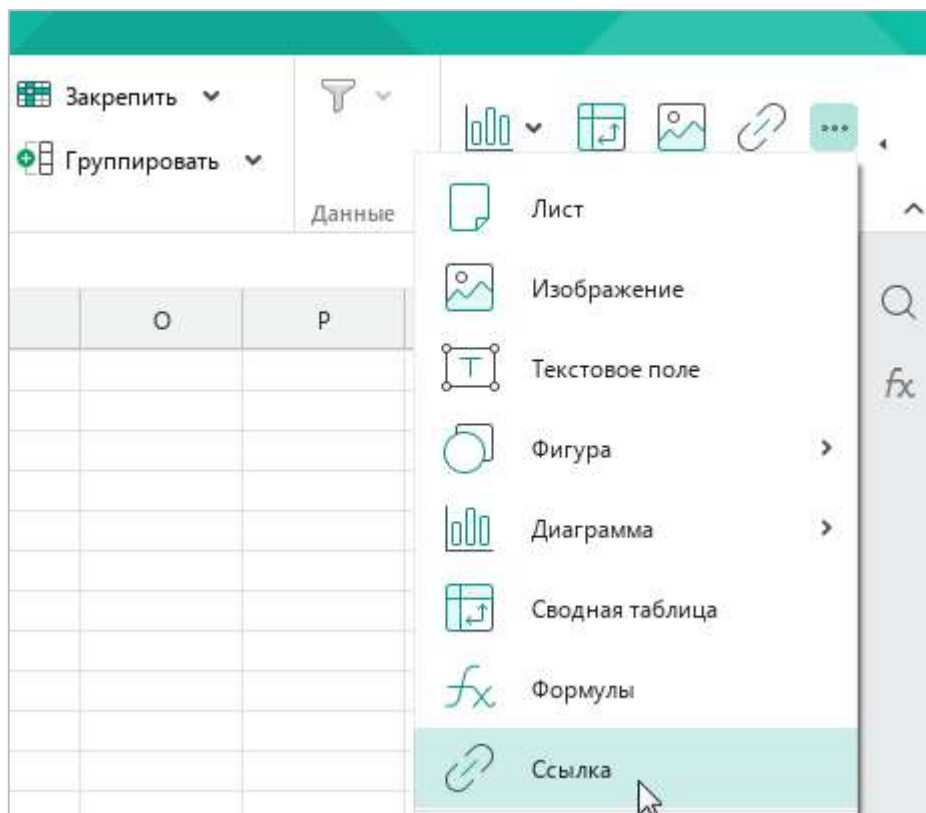 Закрепить
Группировать
Данные
O P
fx
Лист
Изображение
Текстовое поле
Фигура
Диаграмма
Сводная таблица
Формулы
Ссылка